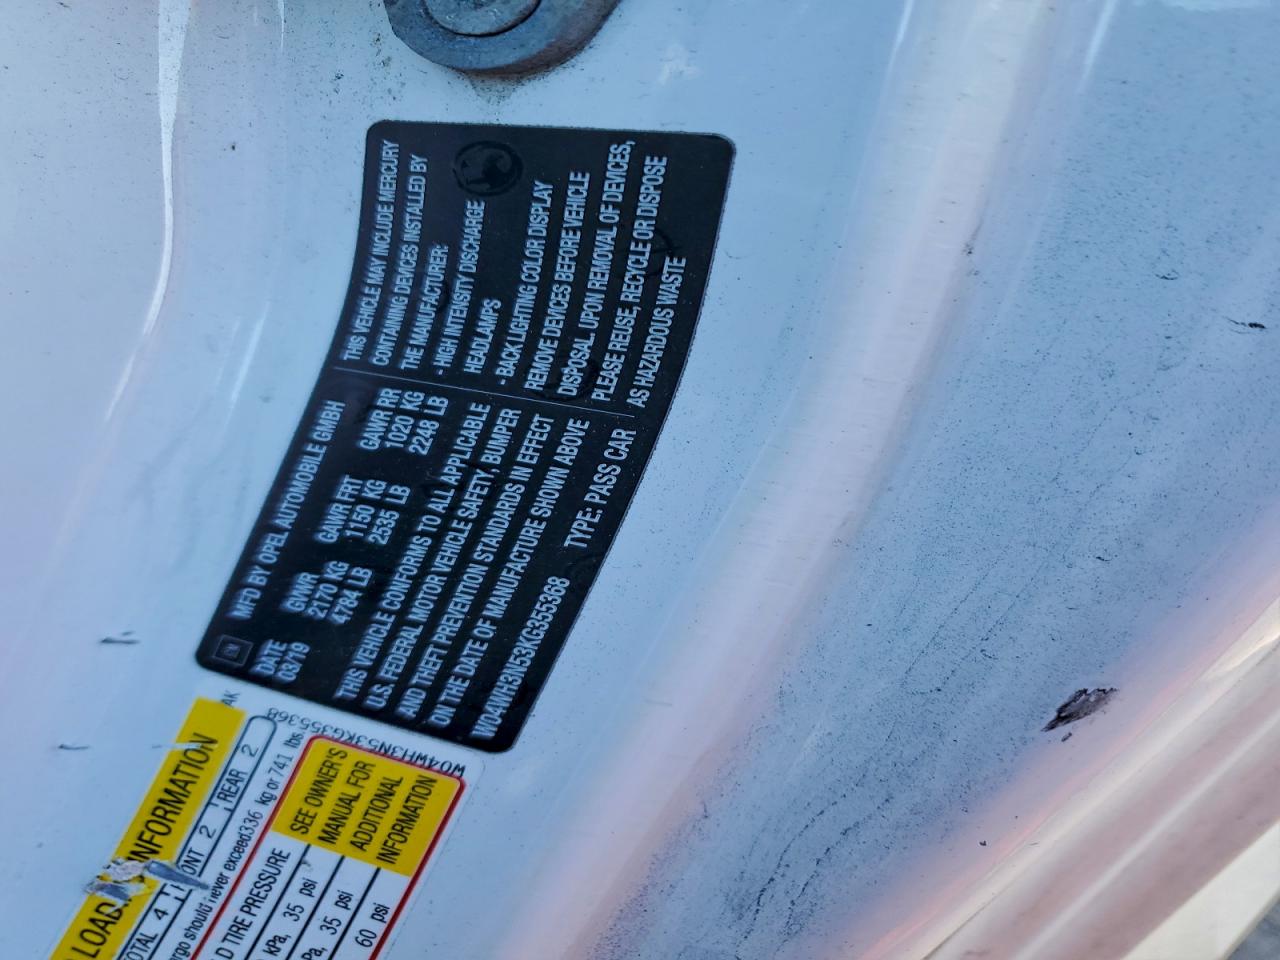 GM
MFD BY OPEL AUTOMOBILE GMBH
DATE GVWR GAWR FRT GAWR RR
08/19 2170 KG 1150 KG 1020 KG
4784 LB 2535 LB 2248 LB
THIS VEHICLE CONFORMS TO ALL APPLICABLE
U.S. FEDERAL MOTOR VEHICLE SAFETY, BUMPER
AND THEFT PREVENTION STANDARDS IN EFFECT
ON THE DATE OF MANUFACTURE SHOWN ABOVE
W04WH3N53KG355368 TYPE: PASS CAR
THIS VEHICLE MAY INCLUDE MERCURY
CONTAINING DEVICES INSTALLED BY
THE MANUFACTURER:
- HIGH INTENSITY DISCHARGE
HEADLAMPS
- BACK LIGHTING COLOR DISPLAY
REMOVE DEVICES BEFORE VEHICLE
DISPOSAL UPON REMOVAL OF DEVICES,
PLEASE REUSE, RECYCLE OR DISPOSE
AS HAZARDOUS WASTE
AK
W04WH3N53KG355368
LOADING INFORMATION
TOTAL 4 FRONT 2 REAR 2
argo should never exceed 336 kg or 741 lbs.
D TIRE PRESSURE
kPa, 35 psi
Pa, 35 psi
60 psi
SEE OWNER'S
MANUAL FOR
ADDITIONAL
INFORMATION